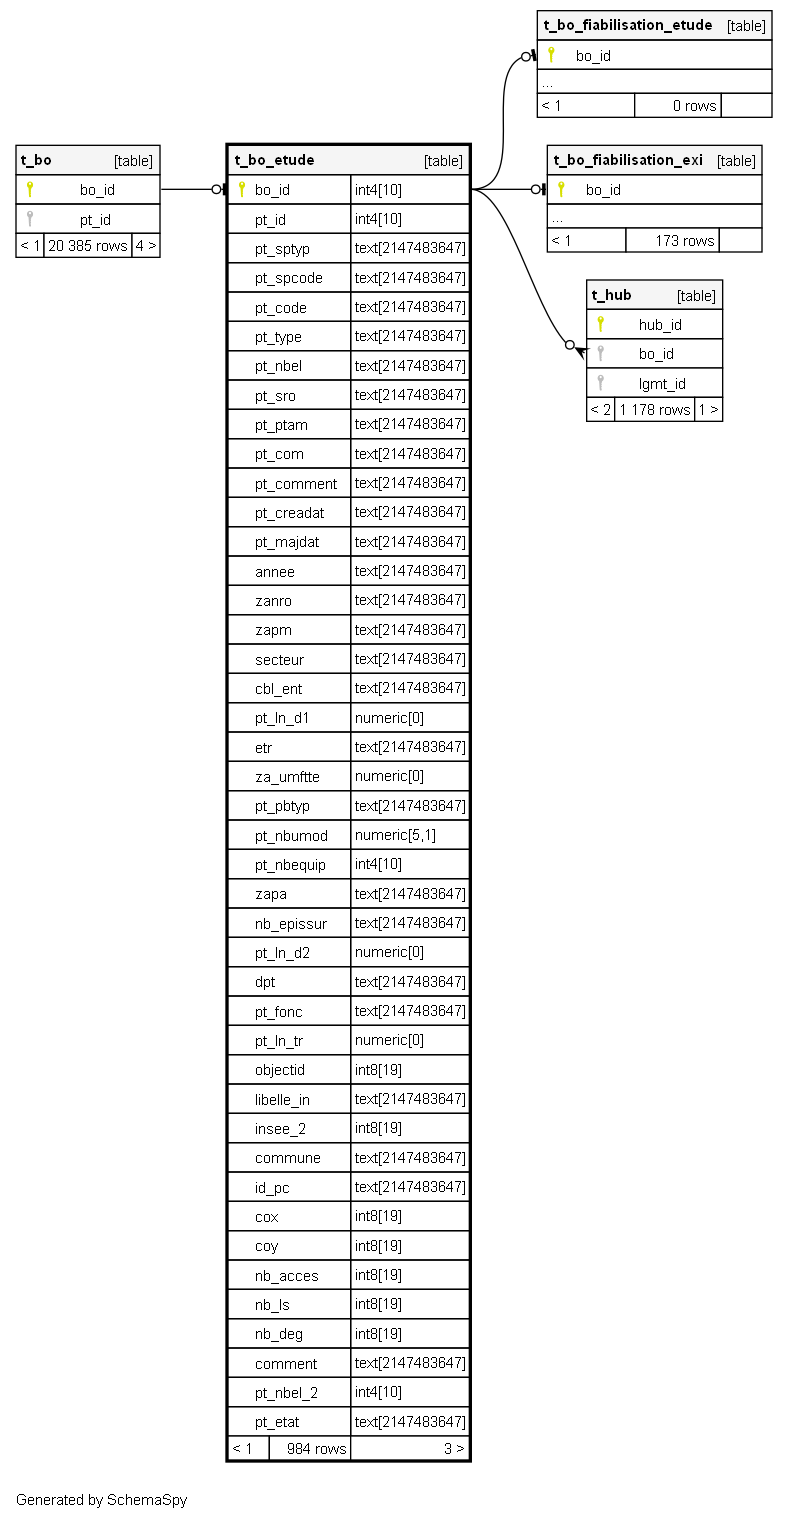 t_bo_fiabilisation_etude [table]
bo_id
...
< 1 0 rows
t_bo [table]
bo_id
pt_id
< 1 20 385 rows 4 >
t_bo_etude [table]
bo_id int4[10]
pt_id int4[10]
pt_sptyp text[2147483647]
pt_spcode text[2147483647]
pt_code text[2147483647]
pt_type text[2147483647]
pt_nbel text[2147483647]
pt_sro text[2147483647]
pt_ptam text[2147483647]
pt_com text[2147483647]
pt_comment text[2147483647]
pt_creadat text[2147483647]
pt_majdat text[2147483647]
annee text[2147483647]
zanro text[2147483647]
zapm text[2147483647]
secteur text[2147483647]
cbl_ent text[2147483647]
pt_ln_d1 numeric[0]
etr text[2147483647]
za_umftte numeric[0]
pt_pbtyp text[2147483647]
pt_nbumod numeric[5,1]
pt_nbequip int4[10]
zapa text[2147483647]
nb_epissur text[2147483647]
pt_ln_d2 numeric[0]
dpt text[2147483647]
pt_fonc text[2147483647]
pt_ln_tr numeric[0]
objectid int8[19]
libelle_in text[2147483647]
insee_2 int8[19]
commune text[2147483647]
id_pc text[2147483647]
cox int8[19]
coy int8[19]
nb_acces int8[19]
nb_ls int8[19]
nb_deg int8[19]
comment text[2147483647]
pt_nbel_2 int4[10]
pt_etat text[2147483647]
< 1 984 rows 3 >
t_bo_fiabilisation_exi [table]
bo_id
...
< 1 173 rows
t_hub [table]
hub_id
bo_id
lgmt_id
< 2 1 178 rows 1 >
Generated by SchemaSpy